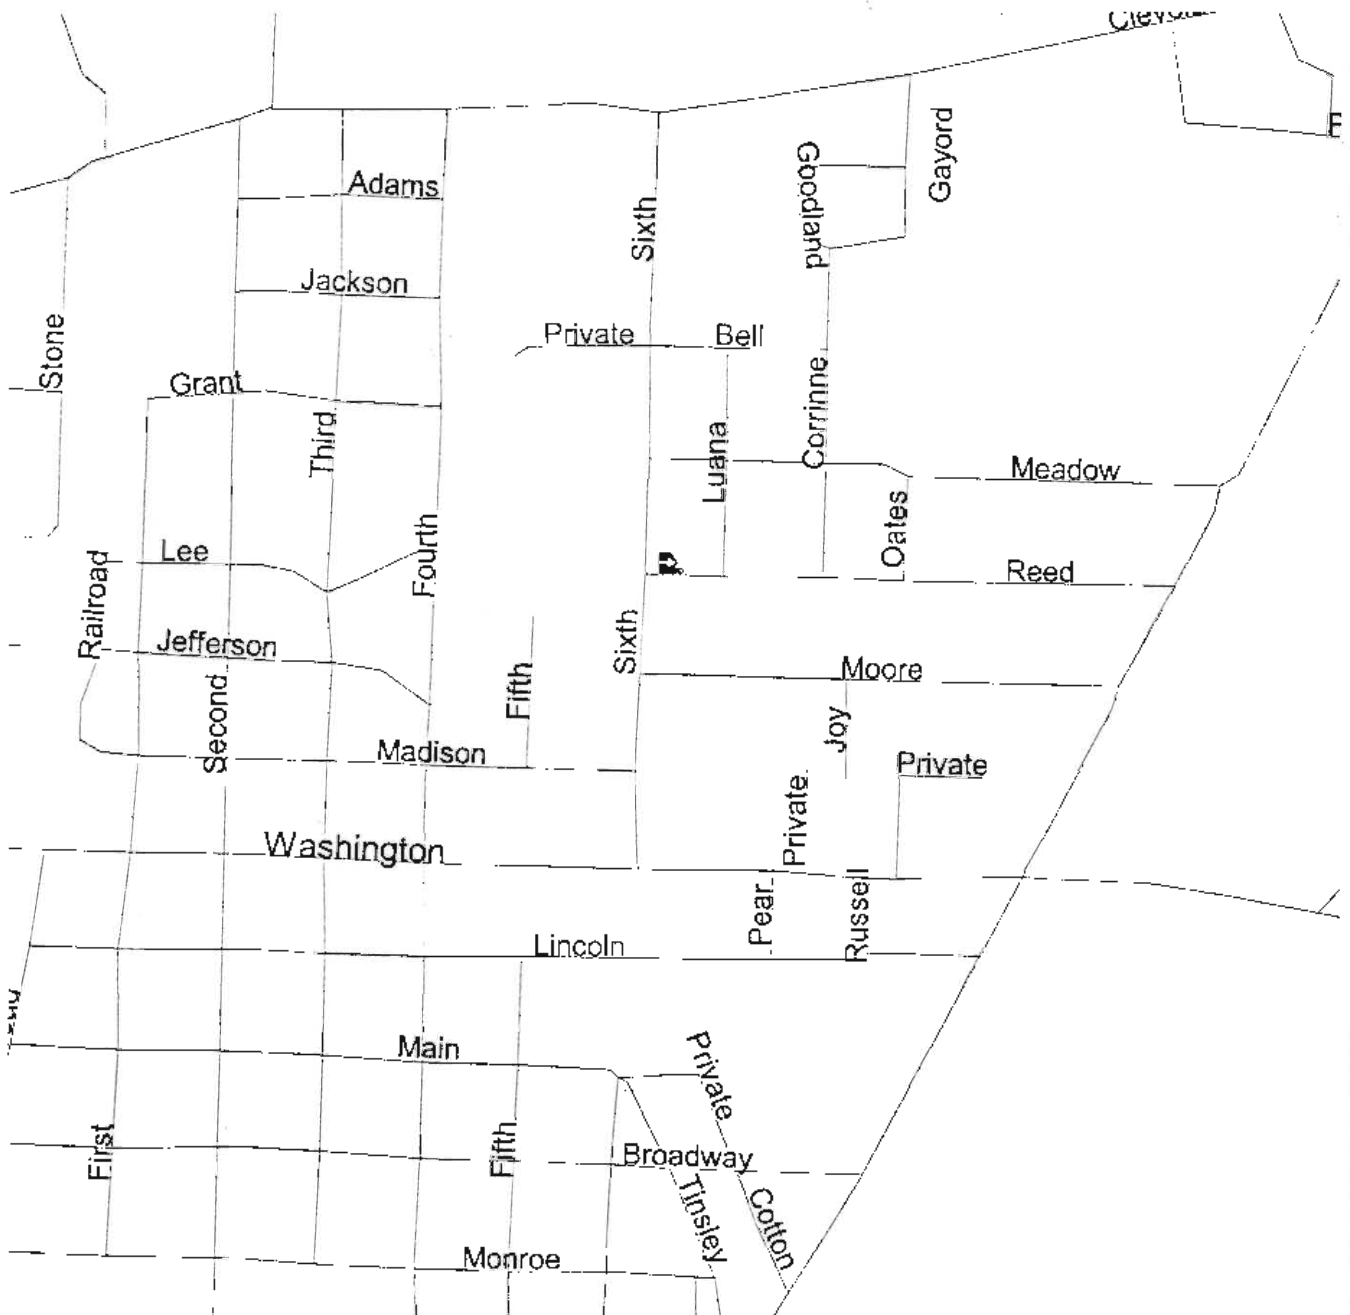 Gayord
Goodland
Adams
Sixth
Jackson
Stone
Private
Bell
Grant
Corrinne
Third
Luana
Meadow
Oates
Fourth
Lee
Reed
Railroad
Jefferson
Sixth
Moore
Fifth
Second
Joy
Madison
Private
Private
Washington
Pear
Russell
Lincoln
Main
Private
First
Fifth
Broadway
Tinsley
Cotton
Monroe